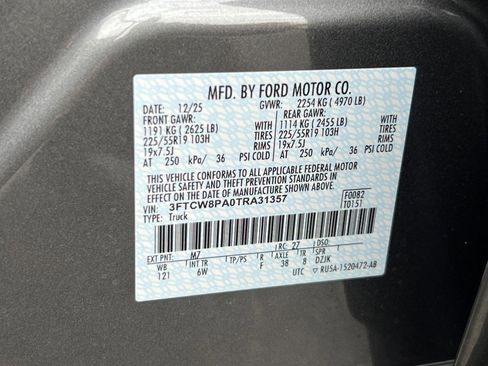 MFD. BY FORD MOTOR CO.
DATE: 12/25 GVWR: 2254 KG ( 4970 LB)
FRONT GAWR: REAR GAWR:
1191 KG ( 2625 LB) WITH 1114 KG ( 2455 LB) WITH
225/55R19 103H TIRES 225/55R19 103H TIRES
19x7.5J RIMS 19x7.5J RIMS
AT 250 kPa/ 36 PSI COLD AT 250 kPa/ 36 PSI COLD
THIS VEHICLE CONFORMS TO ALL APPLICABLE FEDERAL MOTOR
VEHICLE SAFETY AND THEFT PREVENTION STANDARDS IN EFFECT
ON THE DATE OF MANUFACTURE SHOWN ABOVE.
VIN: 3FTCW8PA0TRA31357 F0082
TYPE: Truck T0151
EXT PNT: M7 RC: 27 DSO:
WB INT TR TP/PS R AXLE TR SPR
121 6W F 38 8 DZJK
UTC ▽ RU5A-1520472-AB